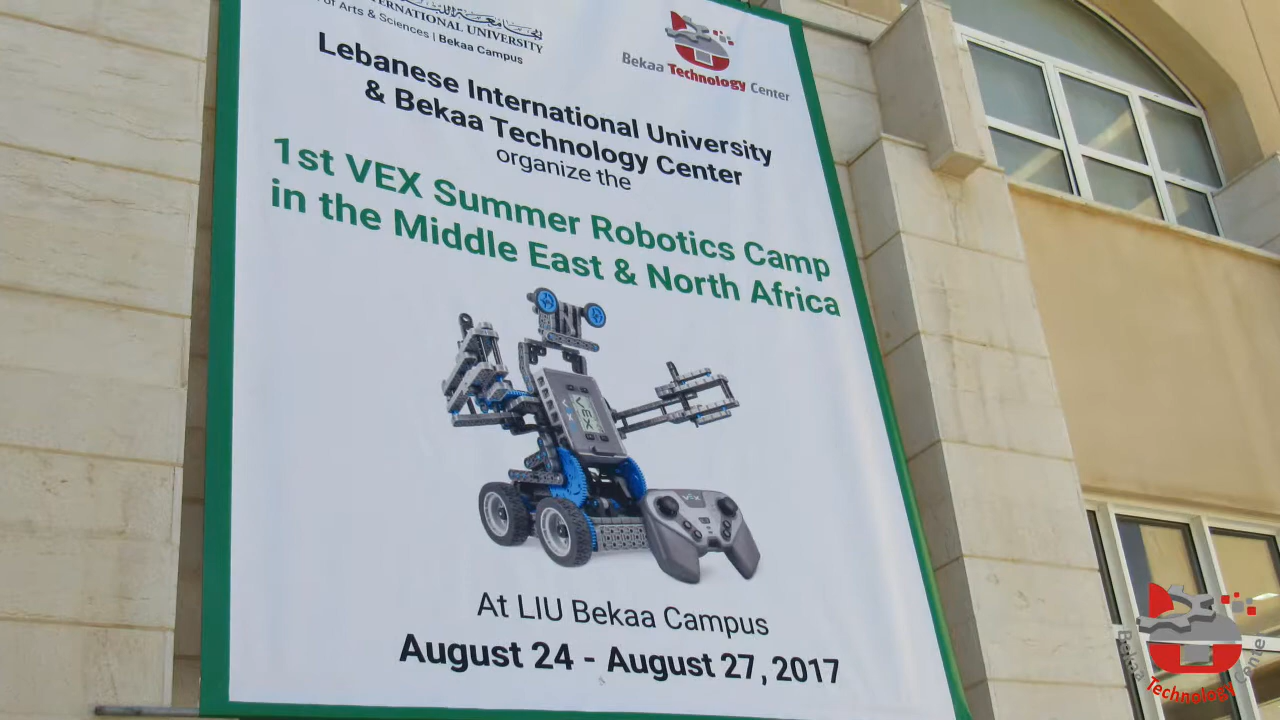 INTERNATIONAL UNIVERSITY
of Arts & Sciences | Bekaa Campus
Bekaa Technology Center
Lebanese International University
& Bekaa Technology Center
organize the
1st VEX Summer Robotics Camp
in the Middle East & North Africa
VEX
vex
At LIU Bekaa Campus
August 24 - August 27, 2017
Bekaa Technology Center